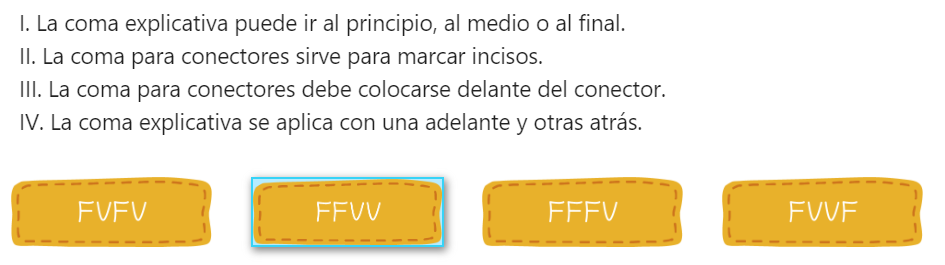 I. La coma explicativa puede ir al principio, al medio o al final.
II. La coma para conectores sirve para marcar incisos.
III. La coma para conectores debe colocarse delante del conector.
IV. La coma explicativa se aplica con una adelante y otras atrás.
FVFV FFVV FFFV FVVF